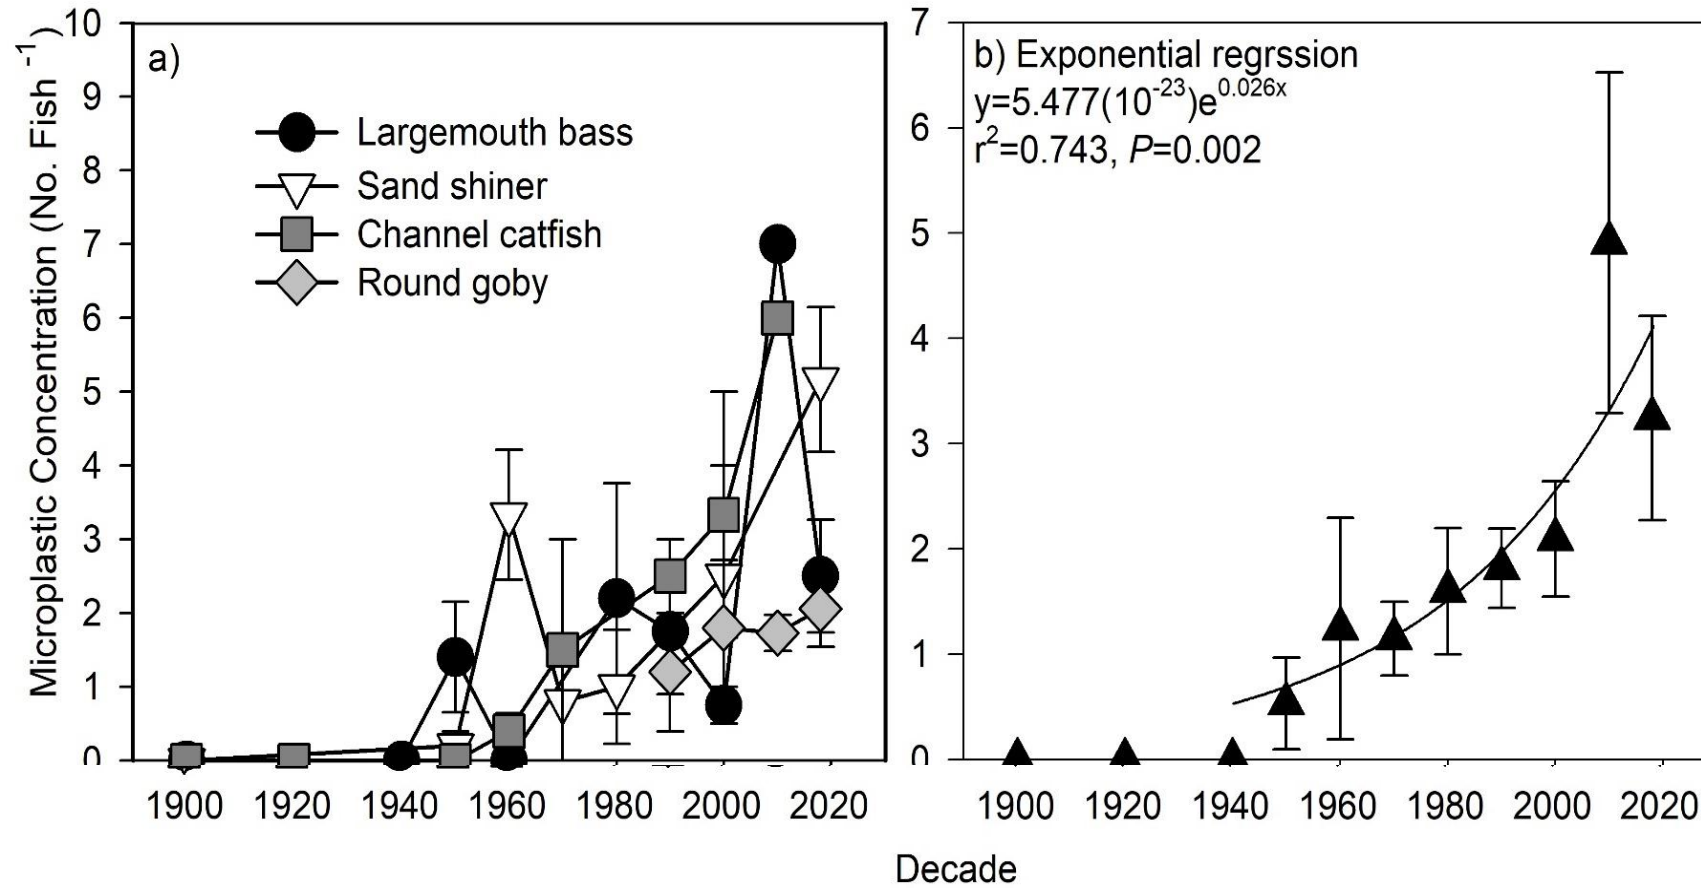 Microplastic Concentration (No. Fish ⁻¹)
10
9
8
7
6
5
4
3
2
1
0
a)
Largemouth bass
Sand shiner
Channel catfish
Round goby
1900 1920 1940 1960 1980 2000 2020
7
6
5
4
3
2
1
0
b) Exponential regrssion
y=5.477(10⁻²³)e⁰·⁰²⁶ˣ
r²=0.743, P=0.002
1900 1920 1940 1960 1980 2000 2020
Decade